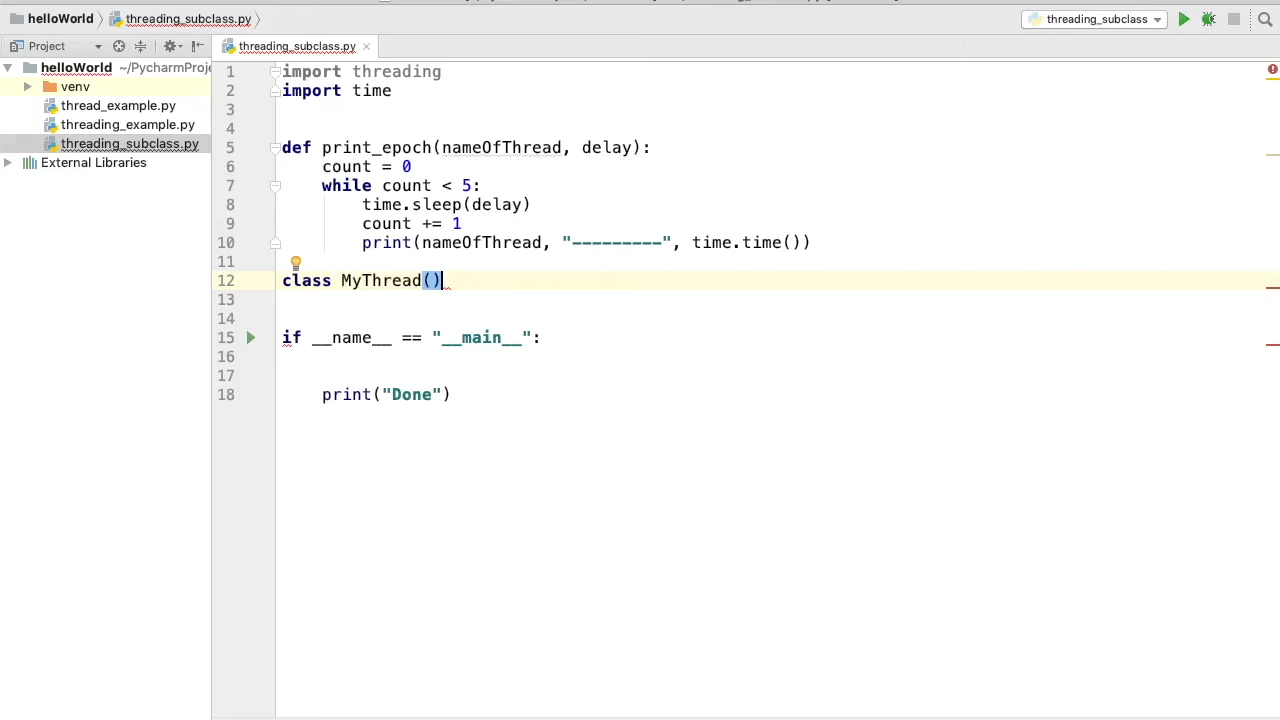 helloWorld threading_subclass.py threading_subclass
Project threading_subclass.py
helloWorld ~/PycharmProje
venv
thread_example.py
threading_example.py
threading_subclass.py
External Libraries
1 import threading
2 import time
3
4
5 def print_epoch(nameOfThread, delay):
6     count = 0
7     while count < 5:
8         time.sleep(delay)
9         count += 1
10         print(nameOfThread, "---------", time.time())
11
12 class MyThread()
13
14
15 if __name__ == "__main__":
16
17
18     print("Done")